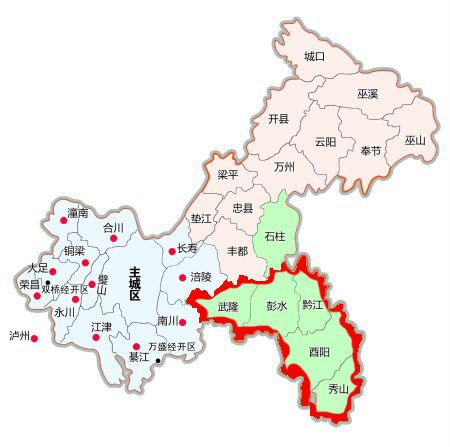 城口
巫溪
开县
云阳
奉节
巫山
万州
梁平
忠县
垫江
石柱
丰都
潼南
合川
长寿
铜梁
大足
荣昌
双桥经开区
璧山
主城区
涪陵
永川
武隆
彭水
黔江
江津
南川
泸州
綦江
万盛经开区
酉阳
秀山